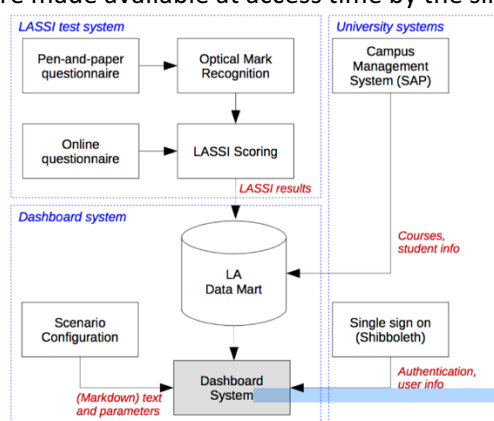 re made available at access time by the sin
LASSI test system
University systems
Pen-and-paper
questionnaire
Optical Mark
Recognition
Campus
Management
System (SAP)
Online
questionnaire
LASSI Scoring
LASSI results
Dashboard system
Courses,
student info
LA
Data Mart
Scenario
Configuration
Single sign on
(Shibboleth)
Dashboard
System
(Markdown) text
and parameters
Authentication,
user info